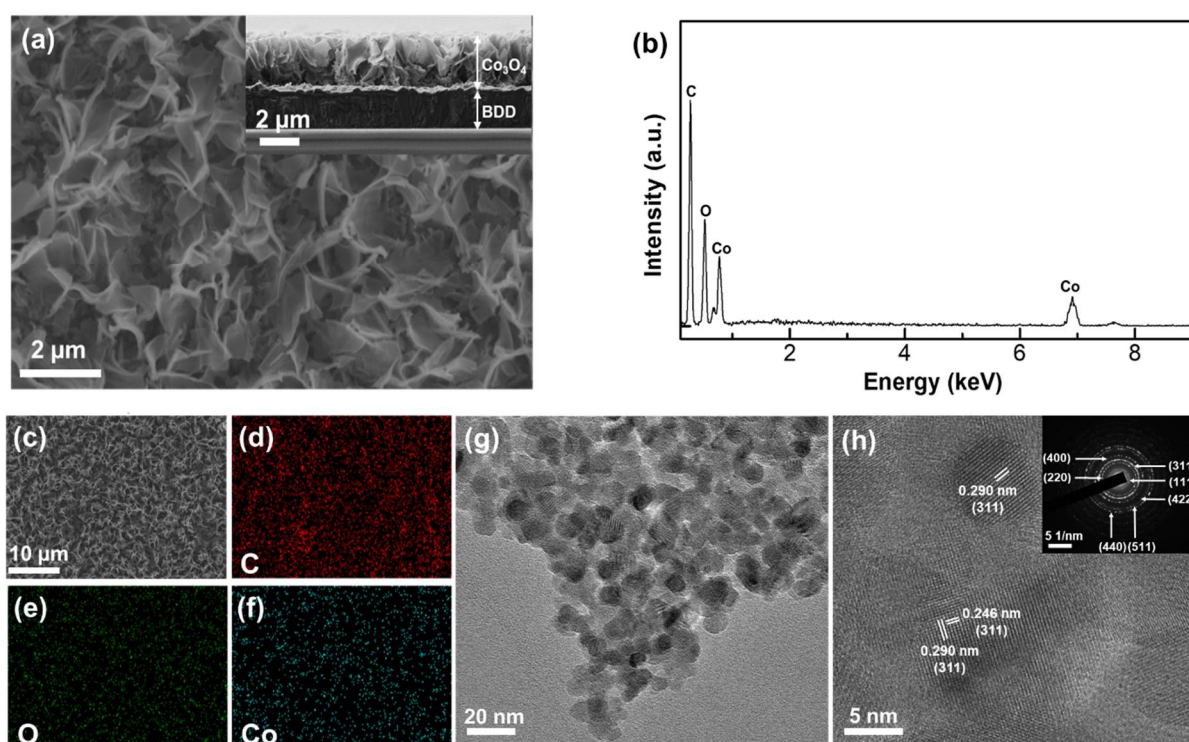 (a)
Co₃O₄
BDD
2 µm
2 µm
(b)
Intensity (a.u.)
C
O
Co
Co
2
4
6
8
Energy (keV)
(c)
10 µm
(d)
C
(e)
O
(f)
Co
(g)
20 nm
(h)
0.290 nm
(311)
0.246 nm
(311)
0.290 nm
(311)
5 nm
(400)
(220)
(311
(111
(422
(440)
(511)
5 1/nm